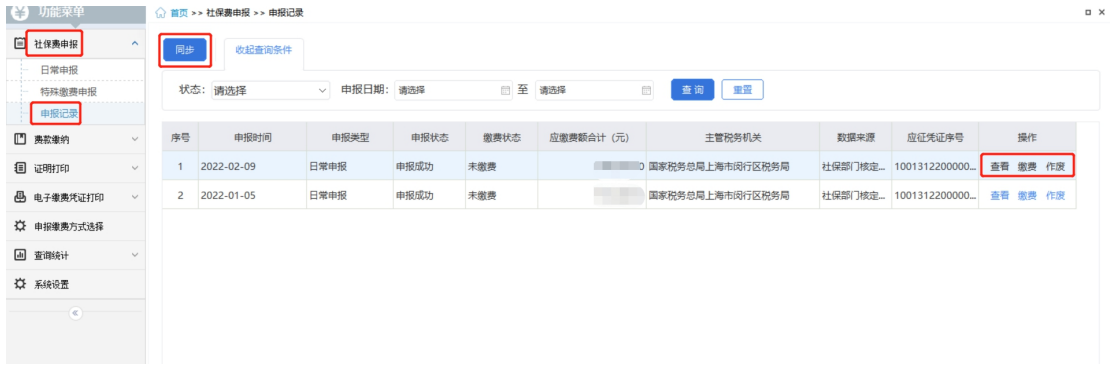 功能菜单
首页 >> 社保费申报 >> 申报记录
社保费申报
日常申报
特殊缴费申报
申报记录
费款缴纳
证明打印
电子缴费凭证打印
申报缴费方式选择
查询统计
系统设置
同步
收起查询条件
状态: 请选择 申报日期: 请选择 至 请选择 查询 重置
序号 申报时间 申报类型 申报状态 缴费状态 应缴费额合计（元） 主管税务机关 数据来源 应征凭证序号 操作
1 2022-02-09 日常申报 申报成功 未缴费 0 国家税务总局上海市闵行区税务局 社保部门核定... 1001312200000... 查看 缴费 作废
2 2022-01-05 日常申报 申报成功 未缴费 国家税务总局上海市闵行区税务局 社保部门核定... 1001312200000... 查看 缴费 作废